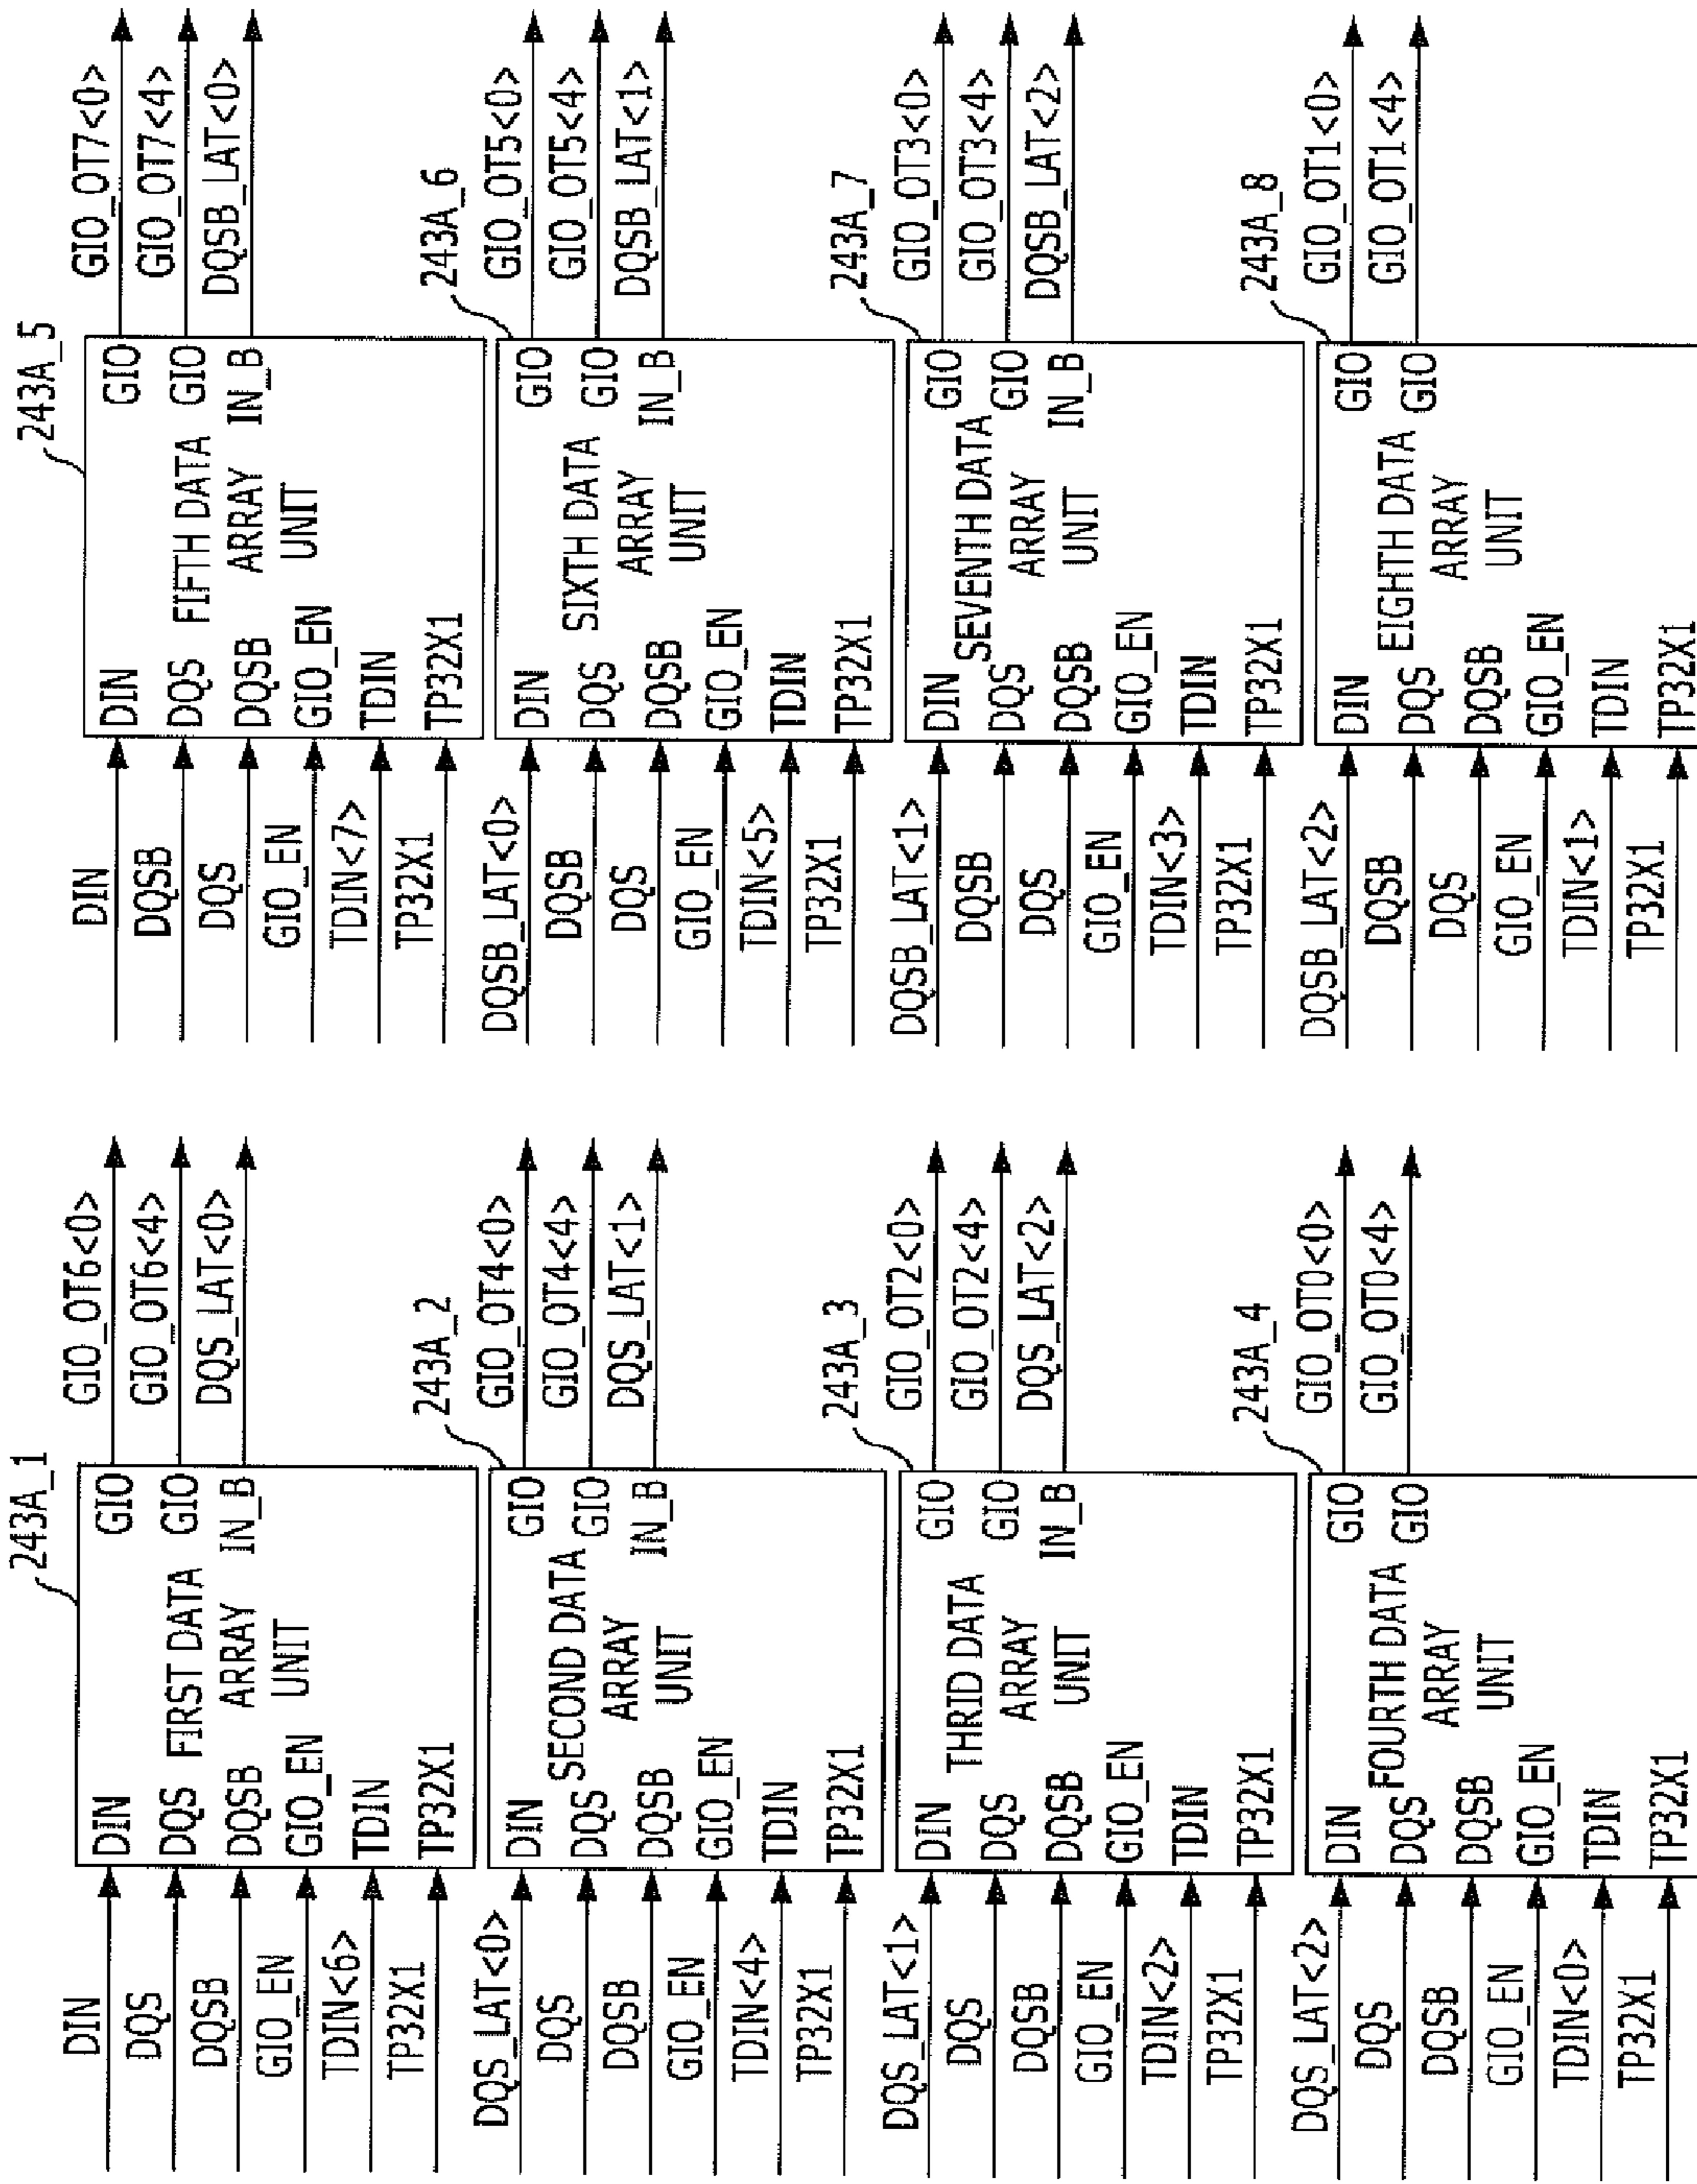 243A_1
DIN
DQS
DQSB
GIO_EN
TDIN<6>
TP32X1
DIN
DQS
DQSB
GIO_EN
TDIN
TP32X1
FIRST DATA
ARRAY
UNIT
GIO
GIO
IN_B
GIO_OT6<0>
GIO_OT6<4>
DQS_LAT<0>
243A_2
DQS_LAT<0>
DQS
DQSB
GIO_EN
TDIN<4>
TP32X1
DIN
DQS
DQSB
GIO_EN
TDIN
TP32X1
SECOND DATA
ARRAY
UNIT
GIO
GIO
IN_B
GIO_OT4<0>
GIO_OT4<4>
DQS_LAT<1>
243A_3
DQS_LAT<1>
DQS
DQSB
GIO_EN
TDIN<2>
TP32X1
DIN
DQS
DQSB
GIO_EN
TDIN
TP32X1
THRID DATA
ARRAY
UNIT
GIO
GIO
IN_B
GIO_OT2<0>
GIO_OT2<4>
DQS_LAT<2>
243A_4
DQS_LAT<2>
DQS
DQSB
GIO_EN
TDIN<0>
TP32X1
DIN
DQS
DQSB
GIO_EN
TDIN
TP32X1
FOURTH DATA
ARRAY
UNIT
GIO
GIO
GIO_OT0<0>
GIO_OT0<4>
243A_5
DIN
DQSB
DQS
GIO_EN
TDIN<7>
TP32X1
DIN
DQS
DQSB
GIO_EN
TDIN
TP32X1
FIFTH DATA
ARRAY
UNIT
GIO
GIO
IN_B
GIO_OT7<0>
GIO_OT7<4>
DQSB_LAT<0>
243A_6
DQSB_LAT<0>
DQSB
DQS
GIO_EN
TDIN<5>
TP32X1
DIN
DQS
DQSB
GIO_EN
TDIN
TP32X1
SIXTH DATA
ARRAY
UNIT
GIO
GIO
IN_B
GIO_OT5<0>
GIO_OT5<4>
DQSB_LAT<1>
243A_7
DQSB_LAT<1>
DQSB
DQS
GIO_EN
TDIN<3>
TP32X1
DIN
DQS
DQSB
GIO_EN
TDIN
TP32X1
SEVENTH DATA
ARRAY
UNIT
GIO
GIO
IN_B
GIO_OT3<0>
GIO_OT3<4>
DQSB_LAT<2>
243A_8
DQSB_LAT<2>
DQSB
DQS
GIO_EN
TDIN<1>
TP32X1
DIN
DQS
DQSB
GIO_EN
TDIN
TP32X1
EIGHTH DATA
ARRAY
UNIT
GIO
GIO
GIO_OT1<0>
GIO_OT1<4>